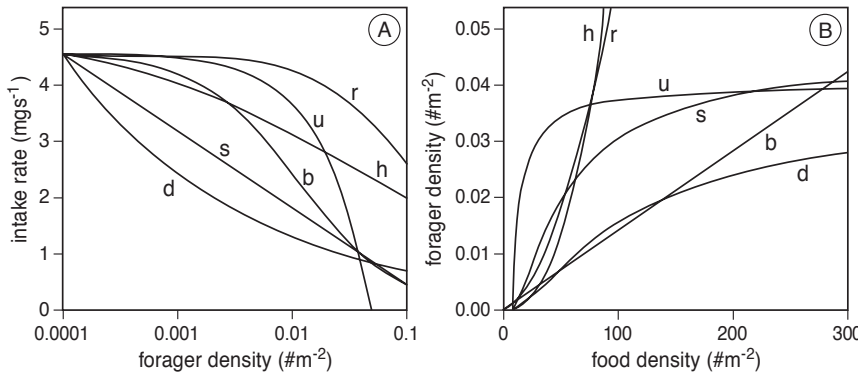 A
intake rate (mgs-1)
5
4
3
2
1
0
0.0001 0.001 0.01 0.1
forager density (#m-2)
r
u
h
s
b
d
B
forager density (#m-2)
0.05
0.04
0.03
0.02
0.01
0.00
0 100 200 300
food density (#m-2)
h r
u
s
b
d